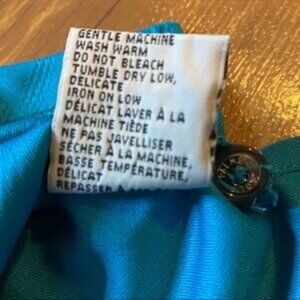 GENTLE MACHINE
WASH WARM
DO NOT BLEACH
TUMBLE DRY LOW,
DELICATE
IRON ON LOW
DÉLICAT LAVER À LA
MACHINE TIÈDE
NE PAS JAVELLISER
SÉCHER À LA MACHINE,
BASSE TEMPÉRATURE,
DÉLICAT
REPASSER À